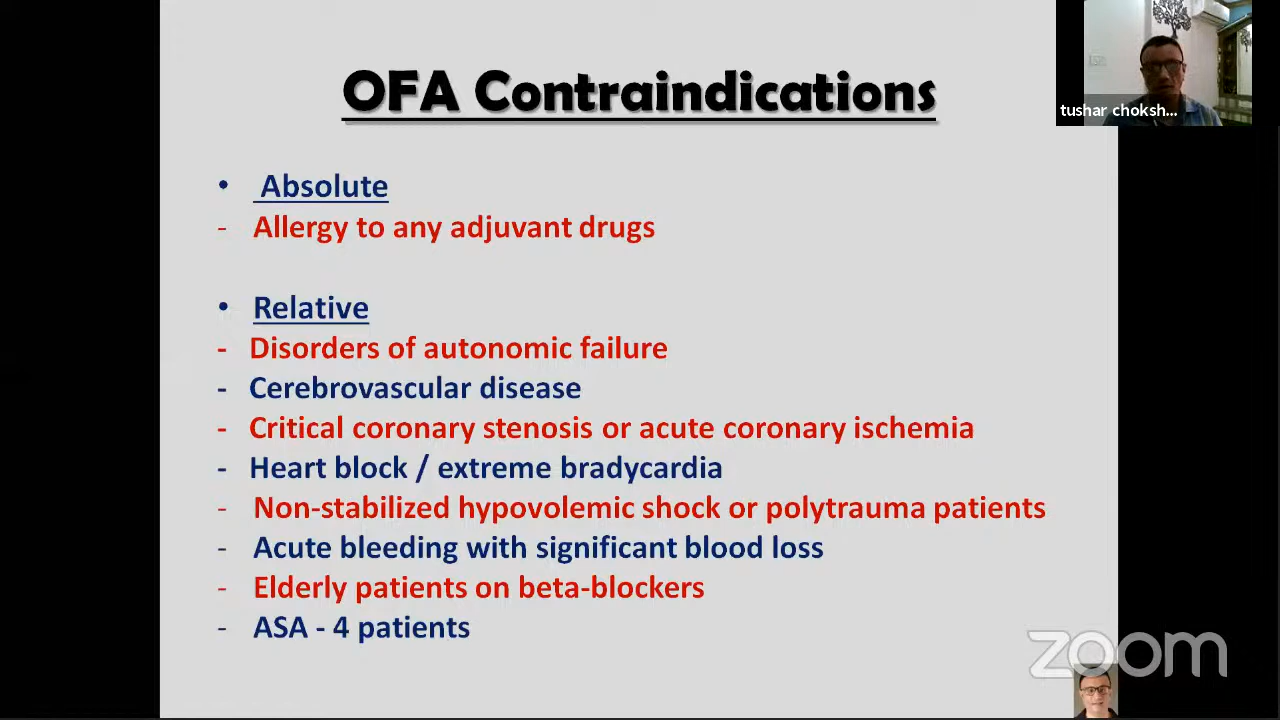 OFA Contraindications
tushar choksh...
• Absolute
- Allergy to any adjuvant drugs
• Relative
- Disorders of autonomic failure
- Cerebrovascular disease
- Critical coronary stenosis or acute coronary ischemia
- Heart block / extreme bradycardia
- Non-stabilized hypovolemic shock or polytrauma patients
- Acute bleeding with significant blood loss
- Elderly patients on beta-blockers
- ASA - 4 patients
zoom